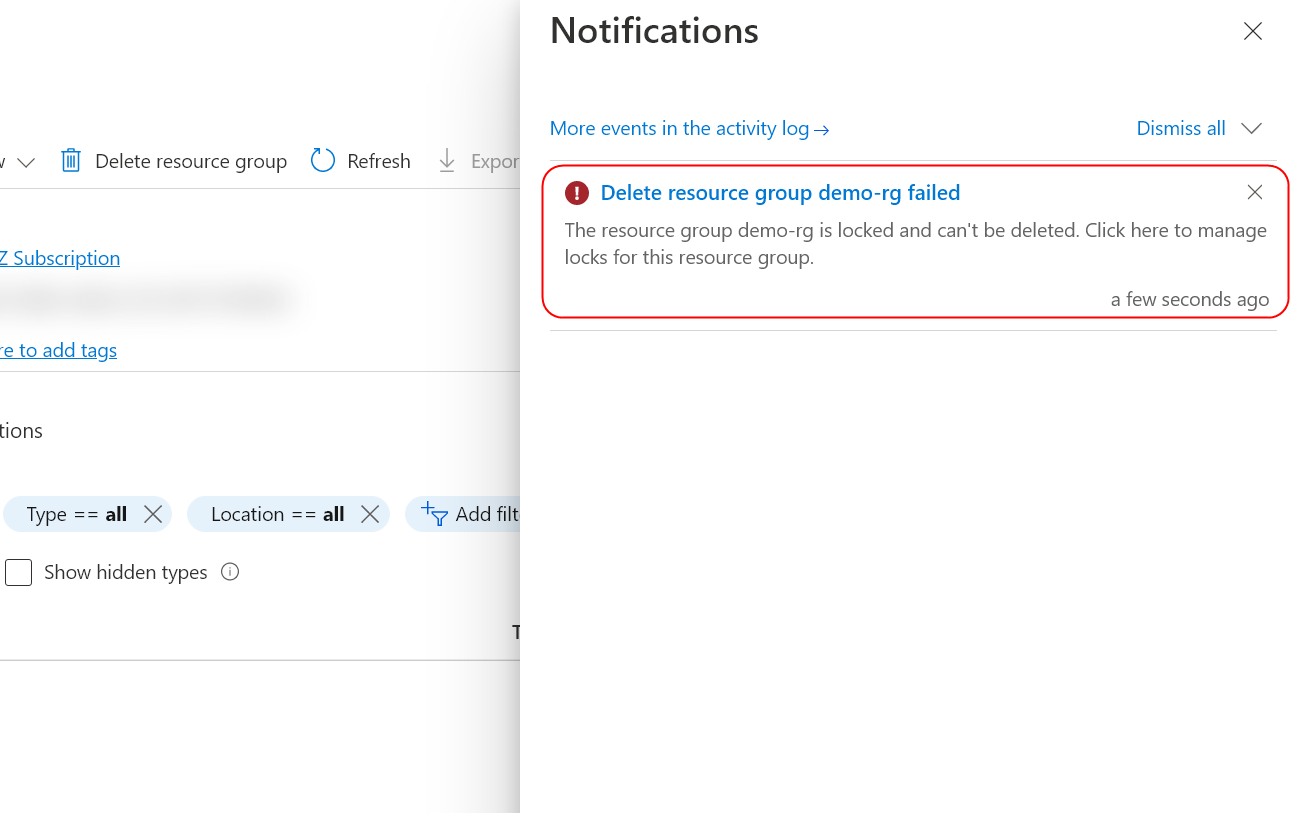 Notifications
More events in the activity log →
Dismiss all
Delete resource group
Refresh
Expor
Delete resource group demo-rg failed
The resource group demo-rg is locked and can't be deleted. Click here to manage
locks for this resource group.
a few seconds ago
Z Subscription
re to add tags
tions
Type == all
Location == all
Add filt
Show hidden types
T